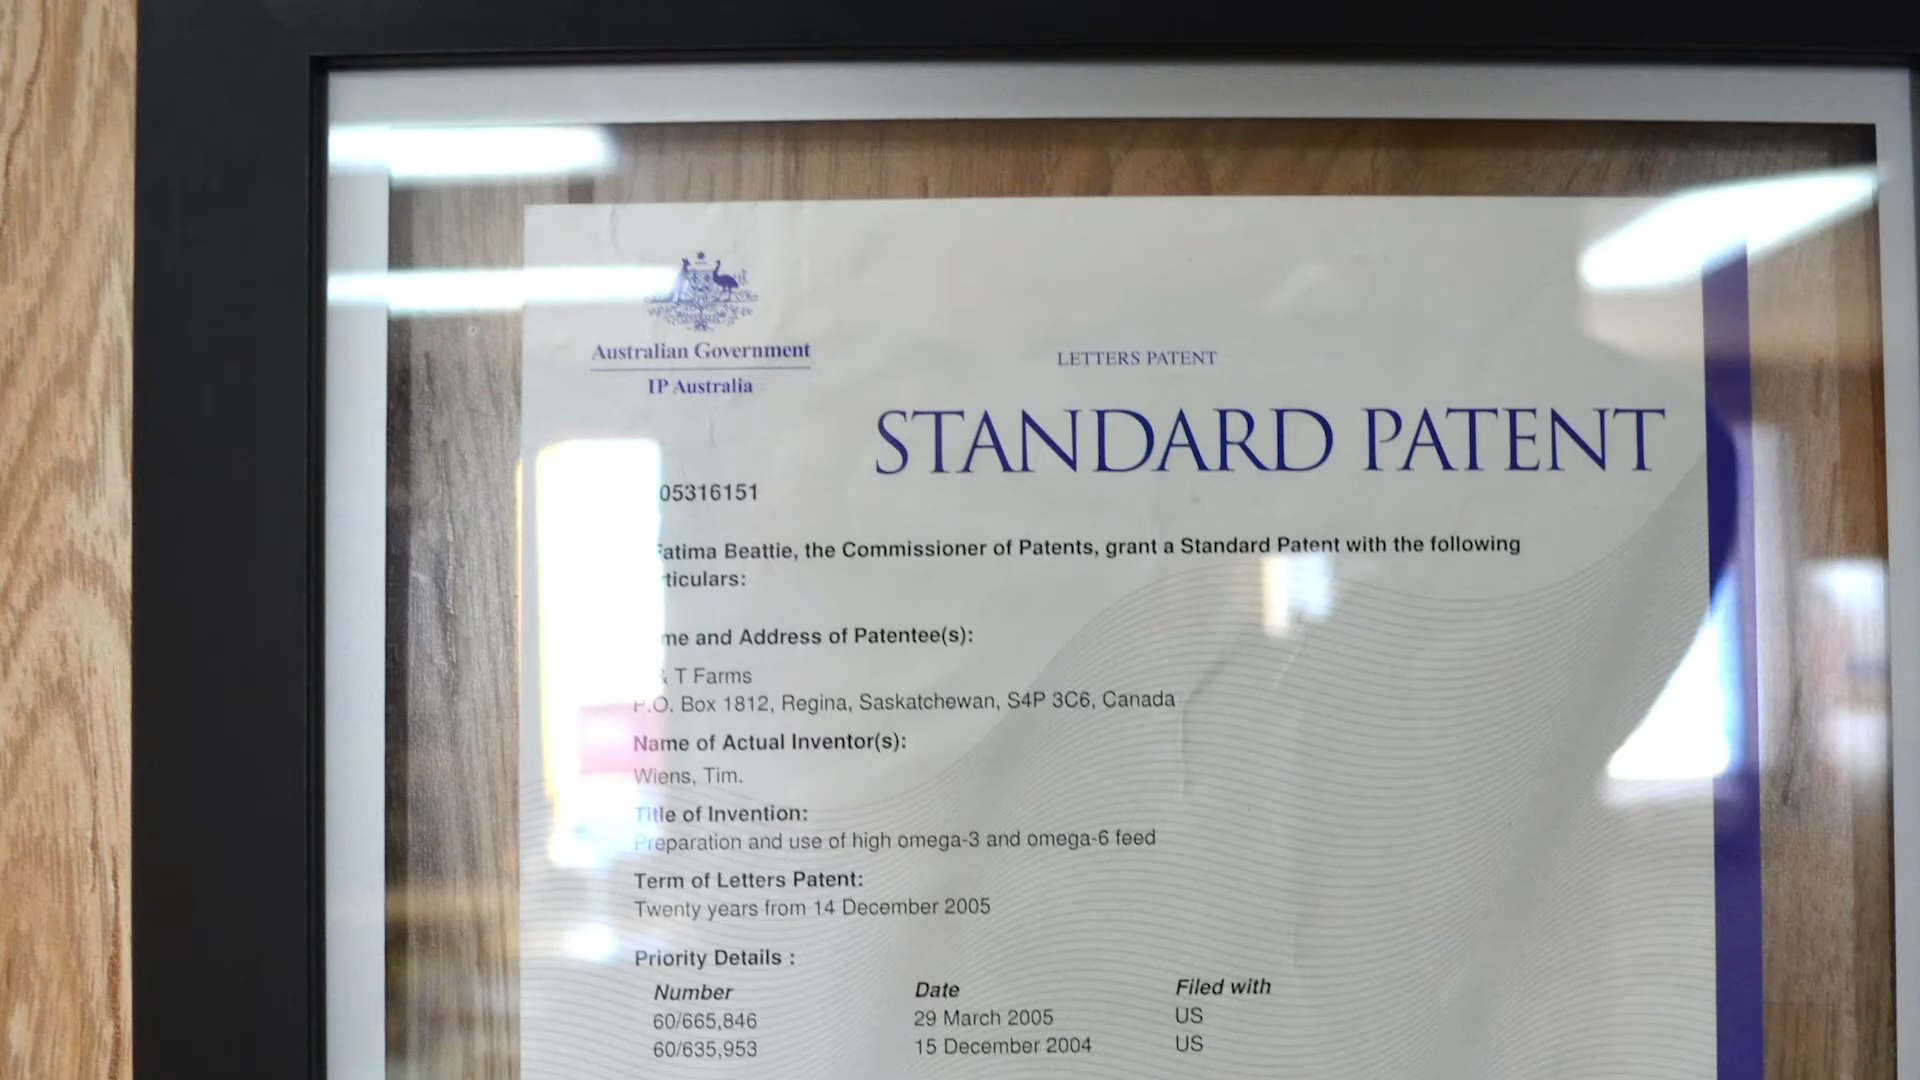 Australian Government
IP Australia
LETTERS PATENT
STANDARD PATENT
05316151
Fatima Beattie, the Commissioner of Patents, grant a Standard Patent with the following
ticulars:
me and Address of Patentee(s):
& T Farms
P.O. Box 1812, Regina, Saskatchewan, S4P 3C6, Canada
Name of Actual Inventor(s):
Wiens, Tim.
Title of Invention:
Preparation and use of high omega-3 and omega-6 feed
Term of Letters Patent:
Twenty years from 14 December 2005
Priority Details :
Number Date Filed with
60/665,846 29 March 2005 US
60/635,953 15 December 2004 US